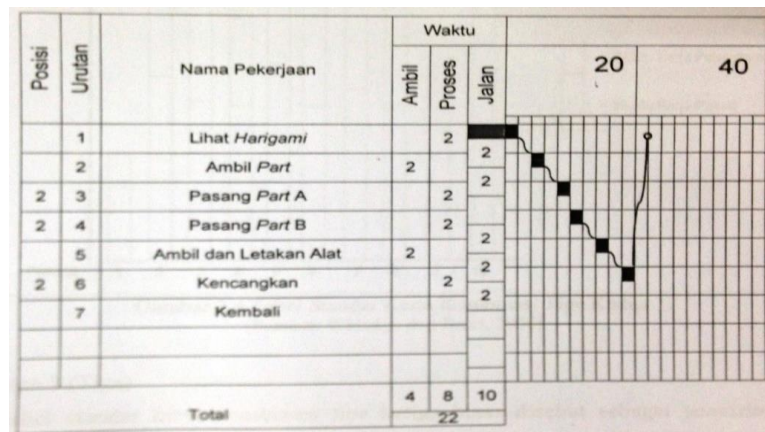 Posisi Urutan Nama Pekerjaan Waktu
Ambil Proses Jalan 20 40
1 Lihat Harigami 2
2
2 Ambil Part 2
2
2 3 Pasang Part A 2
2 4 Pasang Part B 2
2
5 Ambil dan Letakan Alat 2
2
2 6 Kencangkan 2
2
7 Kembali
Total 4 8 10
22